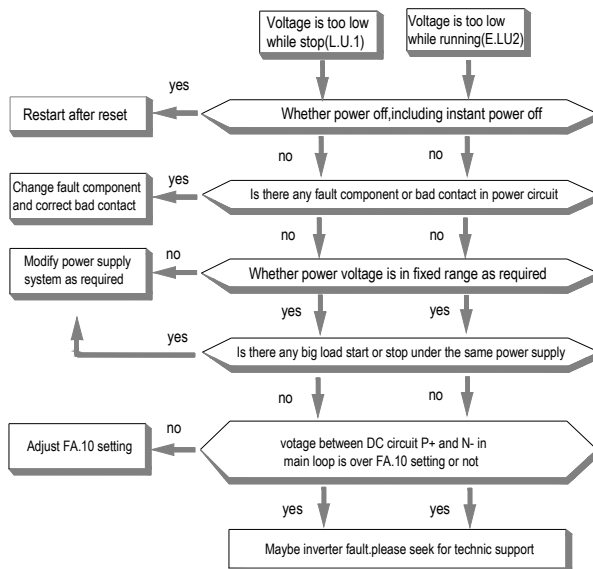 Voltage is too low
while stop(L.U.1)
Voltage is too low
while running(E.LU2)
yes
Restart after reset
Whether power off,including instant power off
no
no
yes
Change fault component
and correct bad contact
Is there any fault component or bad contact in power circuit
no
no
no
Modify power supply
system as required
Whether power voltage is in fixed range as required
yes
yes
yes
Is there any big load start or stop under the same power supply
no
no
no
Adjust FA.10 setting
votage between DC circuit P+ and N- in
main loop is over FA.10 setting or not
yes
yes
Maybe inverter fault.please seek for technic support